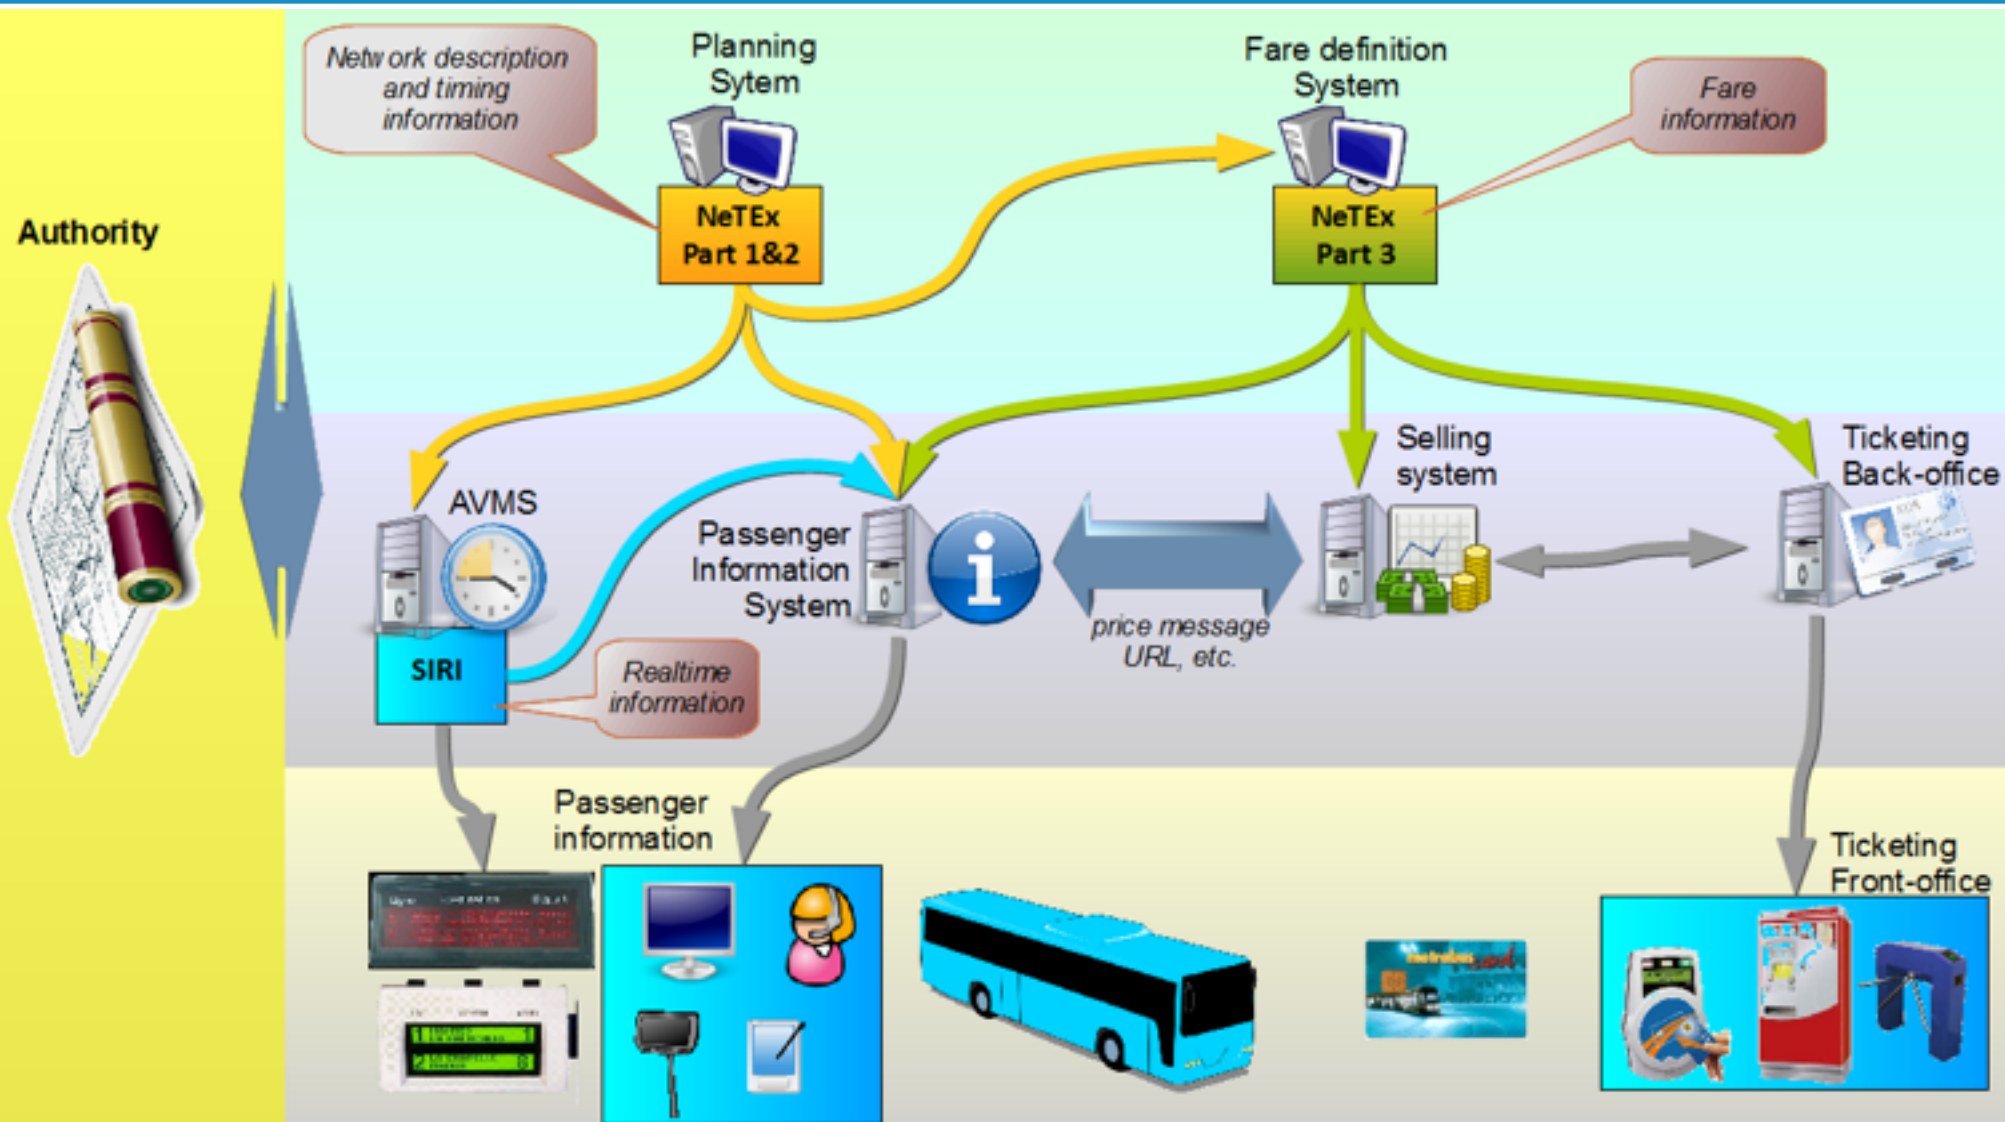 Network description
and timing
information
Planning
Sytem
Fare definition
System
Fare
information
NeTEx
Part 1&2
NeTEx
Part 3
Authority
AVMS
Selling
system
Ticketing
Back-office
Passenger
Information
System
price message
URL, etc.
SIRI
Realtime
information
Passenger
information
Ticketing
Front-office
metrebus card